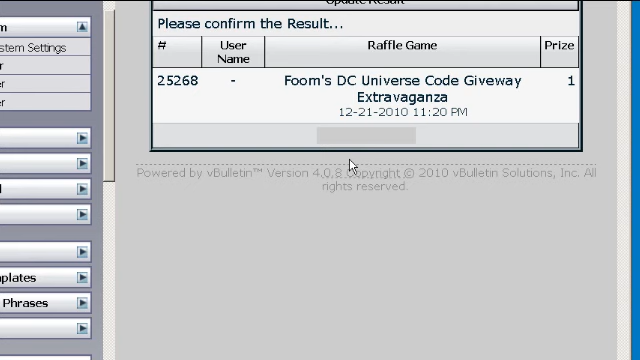 Update Result
Please confirm the Result...
# User Name Raffle Game Prize
25268 - Foom's DC Universe Code Giveway Extravaganza 1
12-21-2010 11:20 PM
Powered by vBulletin™ Version 4.0.8 Copyright © 2010 vBulletin Solutions, Inc. All
rights reserved.
m
stem Settings
r
er
er
l
mplates
Phrases